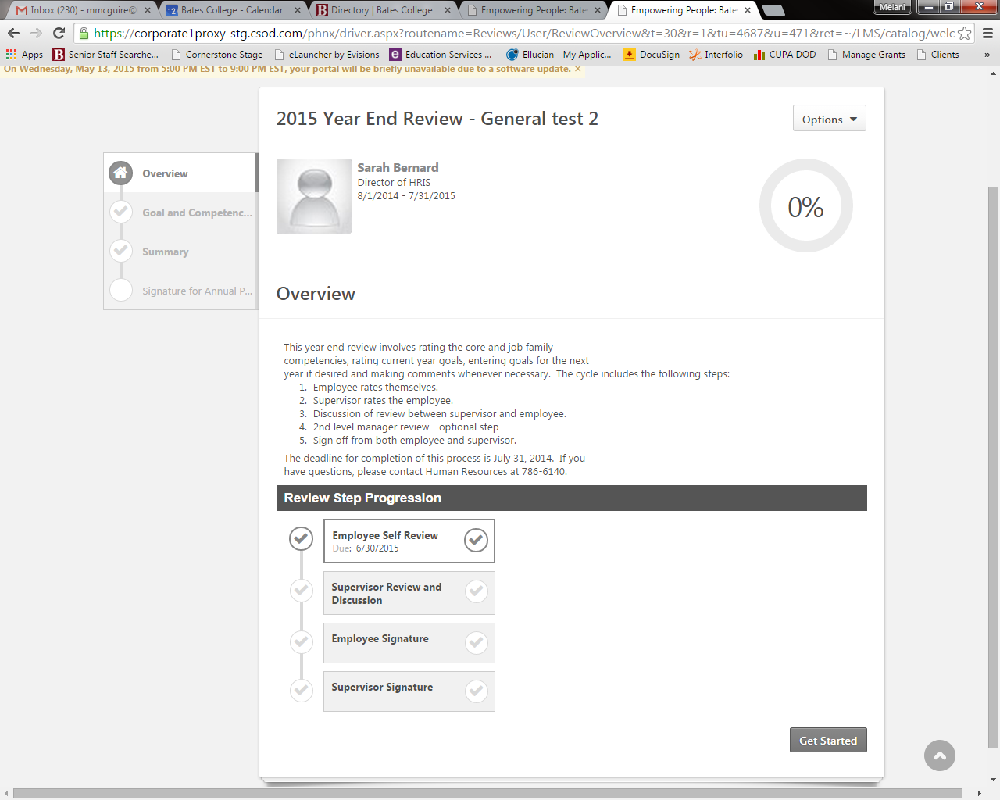 Inbox (230) - mmcguire@
12 Bates College - Calendar
Directory | Bates College
Empowering People: Bate
Empowering People: Bate
Melani
https://corporate1proxy-stg.csod.com/phnx/driver.aspx?routename=Reviews/User/ReviewOverview&t=30&r=1&tu=4687&u=471&ret=~/LMS/catalog/welc
Apps
Senior Staff Searche...
Cornerstone Stage
eLauncher by Evisions
Education Services ...
Ellucian - My Applic...
DocuSign
Interfolio
CUPA DOD
Manage Grants
Clients
»
On Wednesday, May 13, 2015 from 5:00 PM EST to 9:00 PM EST, your portal will be briefly unavailable due to a software update. ×
2015 Year End Review - General test 2
Options
Overview
Goal and Competenc...
Summary
Signature for Annual P...
Sarah Bernard
Director of HRIS
8/1/2014 - 7/31/2015
0%
Overview
This year end review involves rating the core and job family
competencies, rating current year goals, entering goals for the next
year if desired and making comments whenever necessary. The cycle includes the following steps:
1. Employee rates themselves.
2. Supervisor rates the employee.
3. Discussion of review between supervisor and employee.
4. 2nd level manager review - optional step
5. Sign off from both employee and supervisor.
The deadline for completion of this process is July 31, 2014. If you
have questions, please contact Human Resources at 786-6140.
Review Step Progression
Employee Self Review
Due: 6/30/2015
Supervisor Review and
Discussion
Employee Signature
Supervisor Signature
Get Started